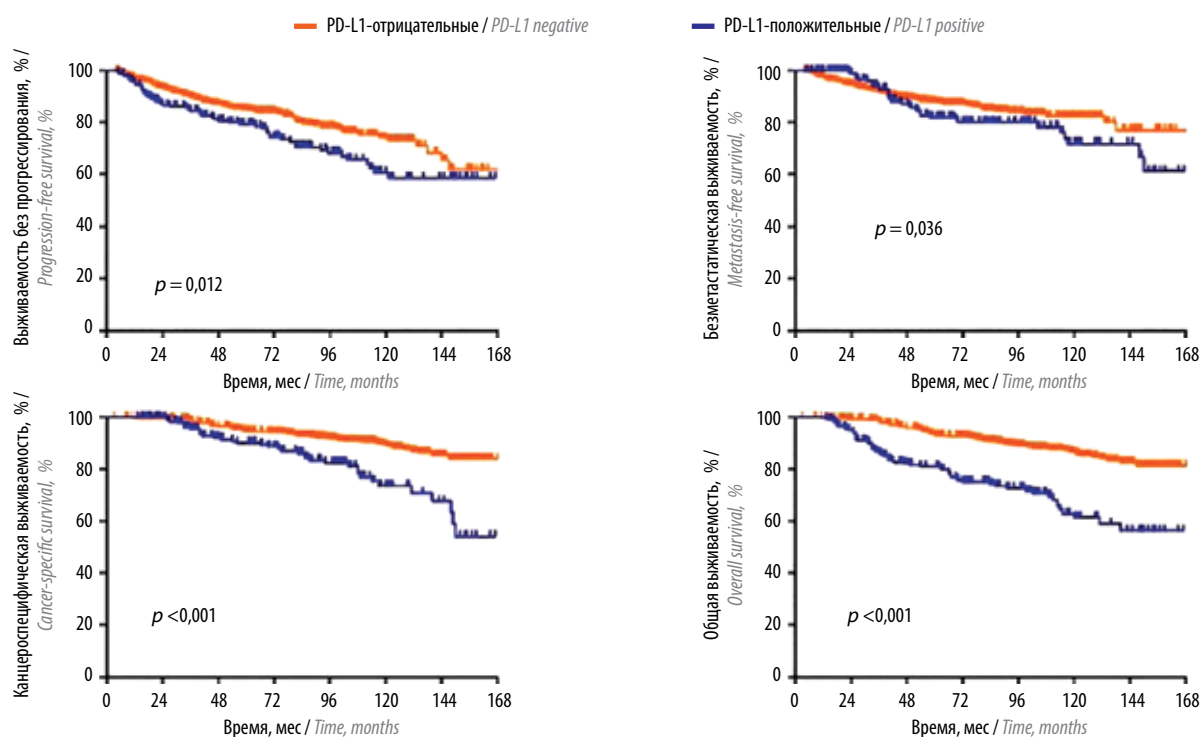 PD-L1-отрицательные / PD-L1 negative
PD-L1-положительные / PD-L1 positive
Выживаемость без прогрессирования, % /
Progression-free survival, %
100
80
60
40
20
0
p = 0,012
0 24 48 72 96 120 144 168
Время, мес / Time, months
Безметастатическая выживаемость, % /
Metastasis-free survival, %
100
80
60
40
20
0
p = 0,036
0 24 48 72 96 120 144 168
Время, мес / Time, months
Канцероспецифическая выживаемость, % /
Cancer-specific survival, %
100
80
60
40
20
0
p <0,001
0 24 48 72 96 120 144 168
Время, мес / Time, months
Общая выживаемость, % /
Overall survival, %
100
80
60
40
20
0
p <0,001
0 24 48 72 96 120 144 168
Время, мес / Time, months